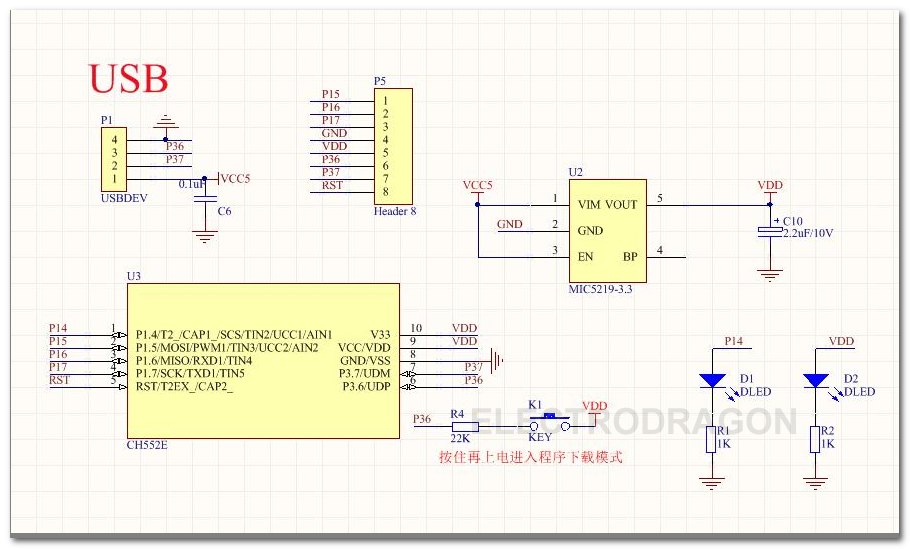 USB
P1
4
3
P36
2
P37
1
0.1uF
VCC5
USBDEV
C6
P5
P15 1
P16 2
P17 3
GND 4
VDD 5
P36 6
P37 7
RST 8
Header 8
U2
VCC5
VDD
1 VIM VOUT 5
GND 2 GND
3 EN BP 4
MIC5219-3.3
+ C10
2.2uF/10V
U3
P14 1 P1.4/T2_/CAP1_/SCS/TIN2/UCC1/AIN1 V33 10 VDD
P15 2 P1.5/MOSI/PWM1/TIN3/UCC2/AIN2 VCC/VDD 9 VDD
P16 3 P1.6/MISO/RXD1/TIN4 GND/VSS 8
P17 4 P1.7/SCK/TXD1/TIN5 P3.7/UDM 7 P37
RST 5 RST/T2EX_/CAP2_ P3.6/UDP 6 P36
CH552E
P36
R4
22K
K1
KEY
VDD
按住再上电进入程序下载模式
P14
D1
DLED
R1
1K
VDD
D2
DLED
R2
1K
ELECTRODRAGON